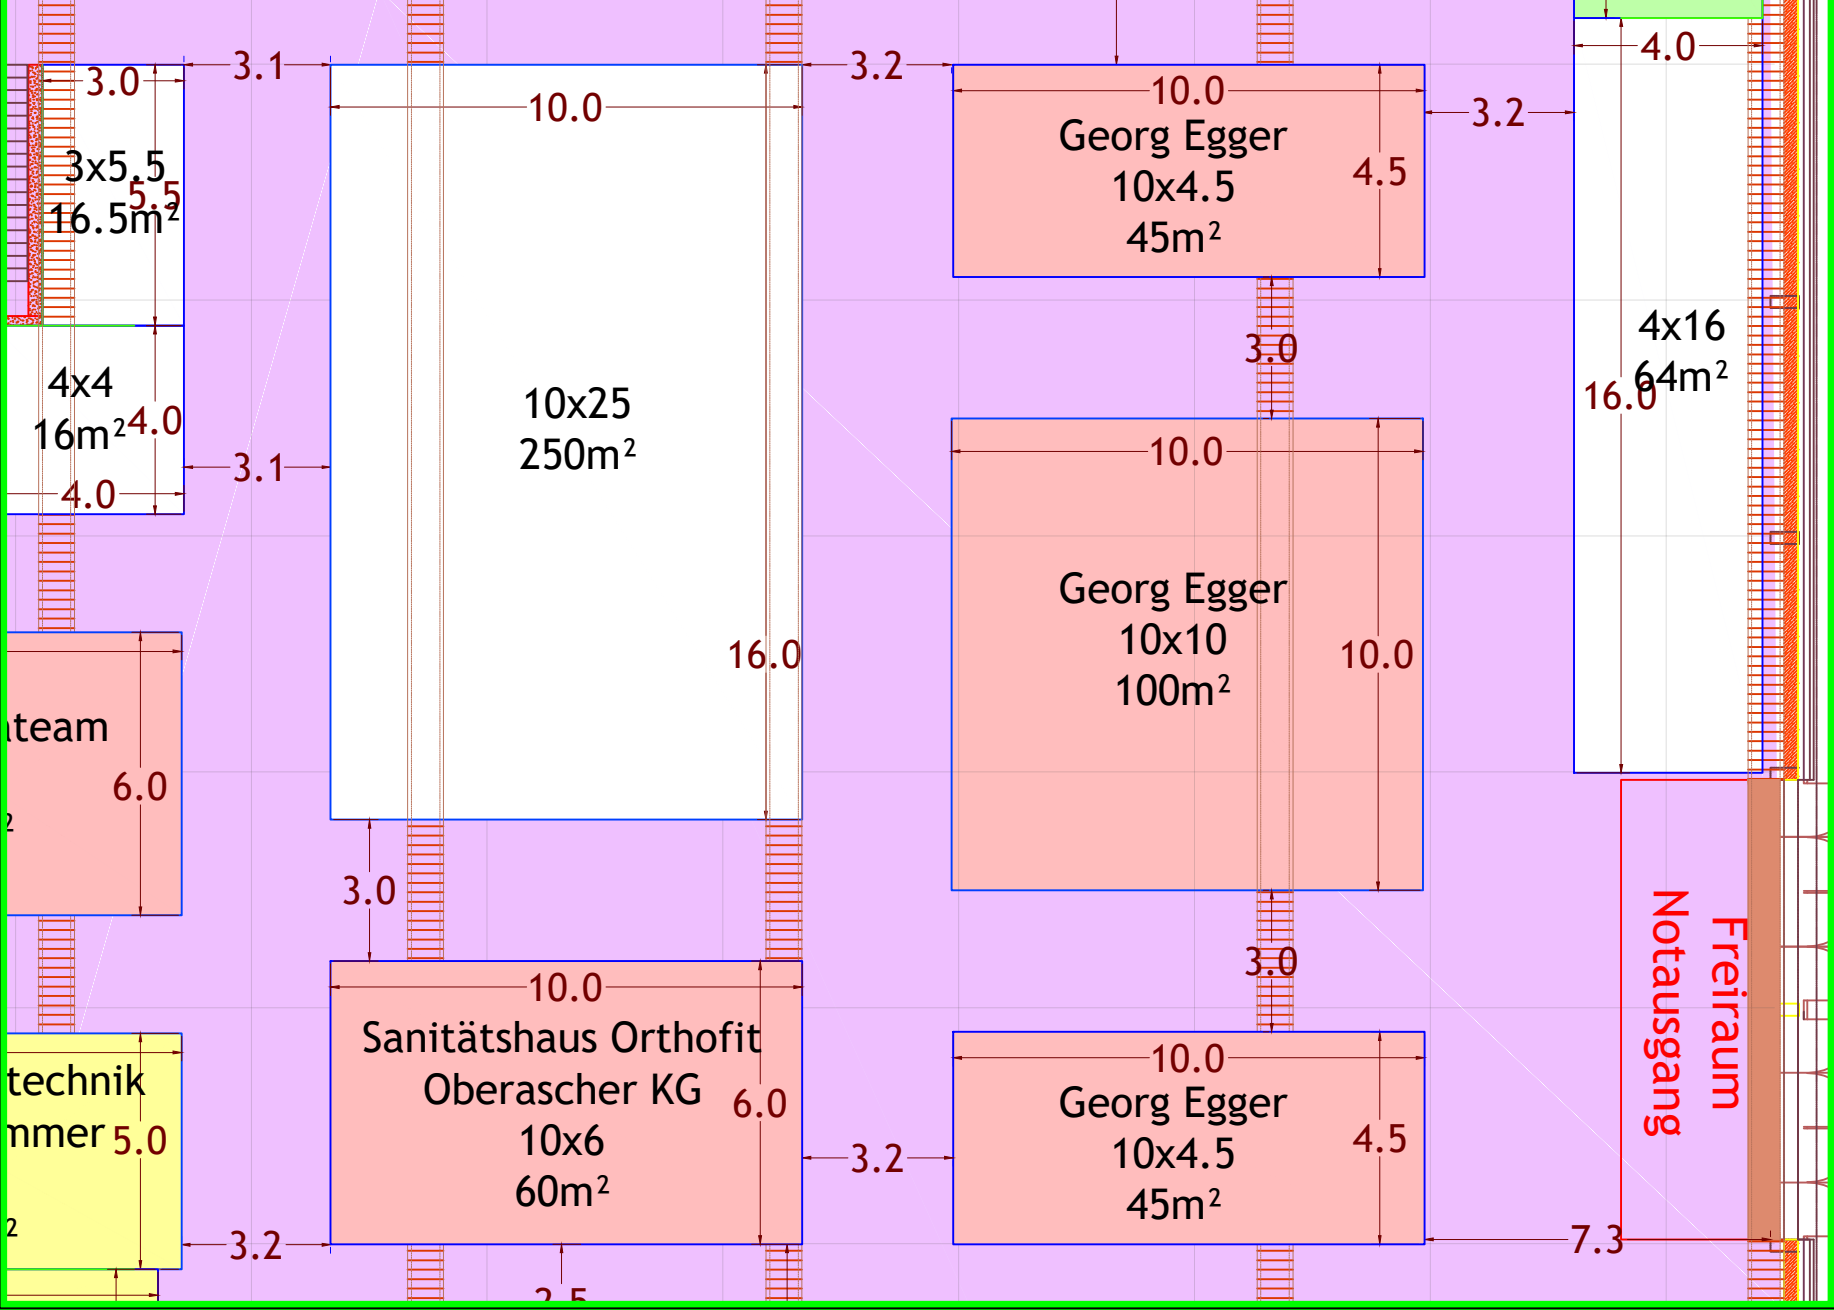 3.0
3.1
3x5.5
5.5
16.5m²
4x4
16m²
4.0
4.0
3.1
10.0
10x25
250m²
16.0
3.0
3.2
10.0
Georg Egger
10x4.5
45m²
4.5
3.2
4.0
4x16
64m²
16.0
3.0
10.0
Georg Egger
10x10
100m²
10.0
3.0
ateam
6.0
2
technik
mmer
5.0
2
3.2
10.0
Sanitätshaus Orthofit
Oberascher KG
10x6
60m²
6.0
3.2
10.0
Georg Egger
10x4.5
45m²
4.5
7.3
Freiraum
Notausgang